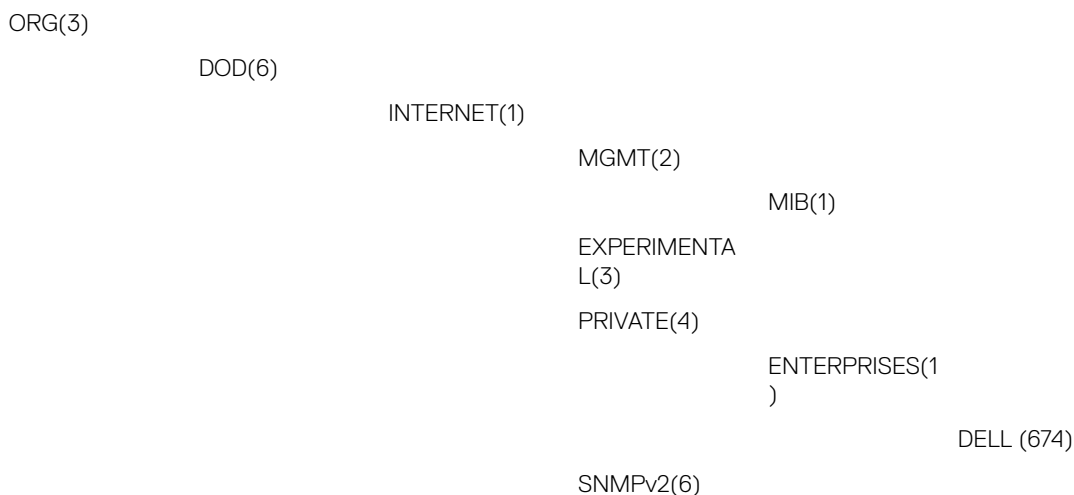 ORG(3)
DOD(6)
INTERNET(1)
MGMT(2)
MIB(1)
EXPERIMENTA
L(3)
PRIVATE(4)
ENTERPRISES(1
)
DELL (674)
SNMPv2(6)